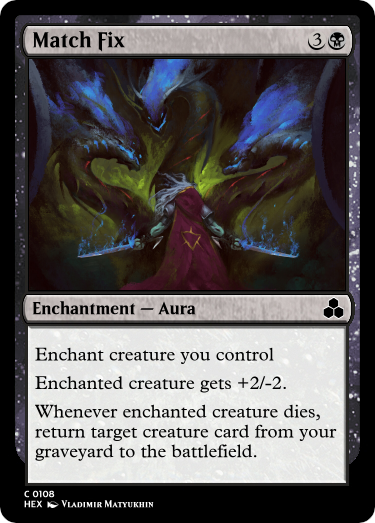 Match Fix 3
Enchantment — Aura
Enchant creature you control
Enchanted creature gets +2/-2.
Whenever enchanted creature dies,
return target creature card from your
graveyard to the battlefield.
C 0108
HEX Vladimir Matyukhin